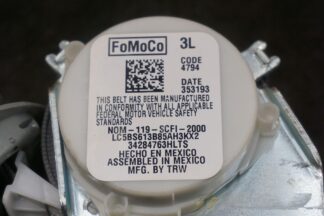 FoMoCo 3L
CODE
4794
DATE
353193
THIS BELT HAS BEEN MANUFACTURED
IN CONFORMITY WITH ALL APPLICABLE
FEDERAL MOTOR VEHICLE SAFETY
STANDARDS
NOM-119-SCFI-2000
LC5BS613B85AH3KX2
34284763HLTS
HECHO EN MEXICO
ASSEMBLED IN MEXICO
MFG. BY TRW